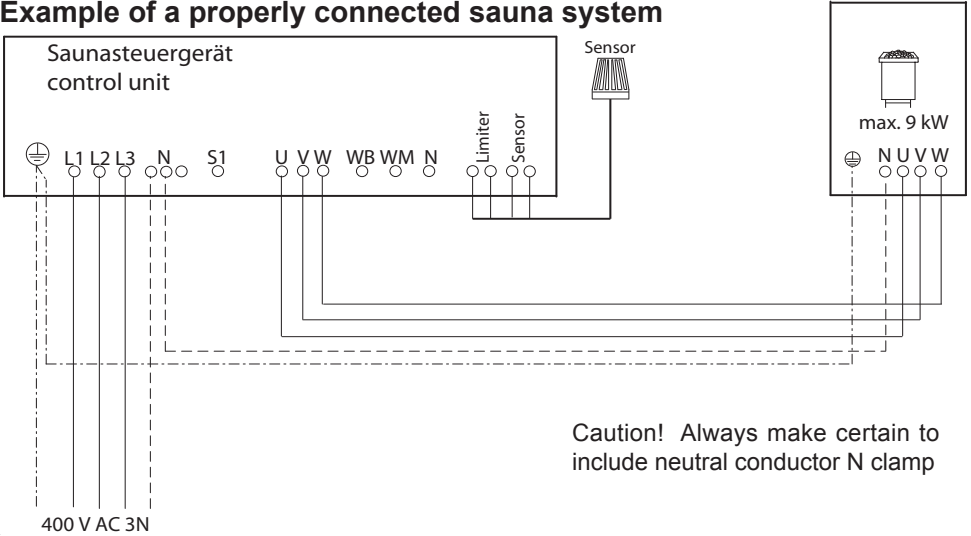 Example of a properly connected sauna system
Saunasteuergerät
control unit
Sensor
max. 9 kW
L1 L2 L3 N S1 U V W WB WM N Limiter Sensor
N U V W
Caution! Always make certain to
include neutral conductor N clamp
400 V AC 3N